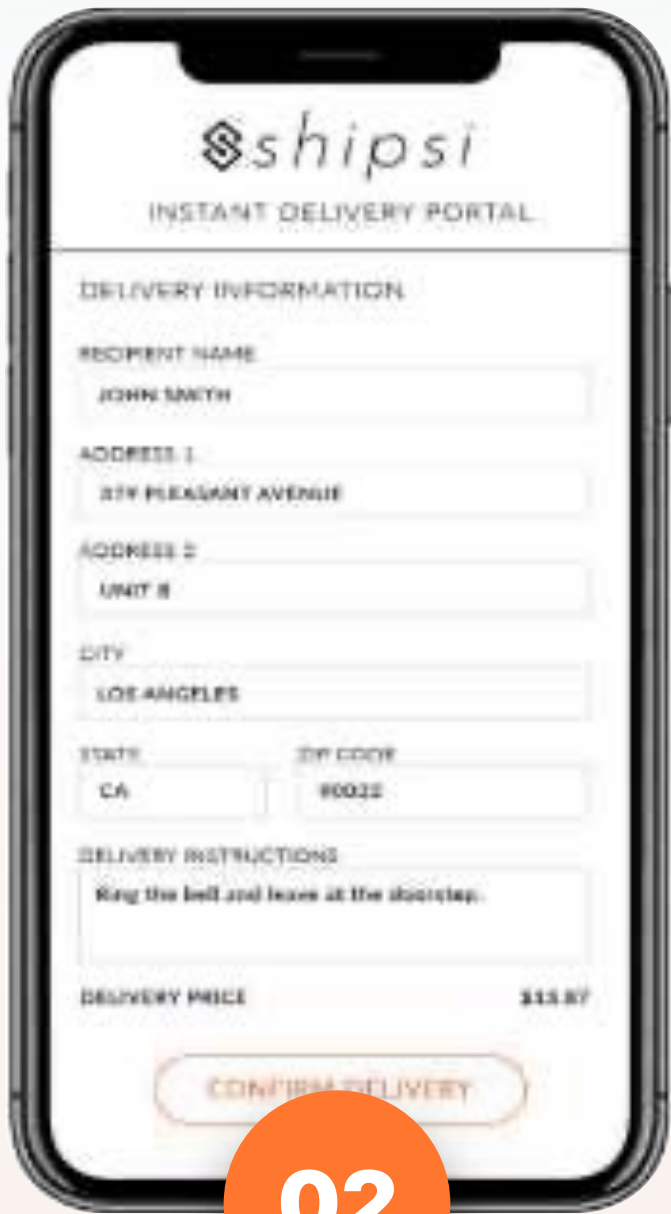 shipsi
INSTANT DELIVERY PORTAL
DELIVERY INFORMATION
RECIPIENT NAME
JOHN SMITH
ADDRESS 1
PLEASANT AVENUE
ADDRESS 2
UNIT 8
CITY
LOS ANGELES
STATE ZIP CODE
CA
DELIVERY INSTRUCTIONS
Ring the bell and leave at the doorstep.
DELIVERY PRICE
CONFIRM DELIVERY
02